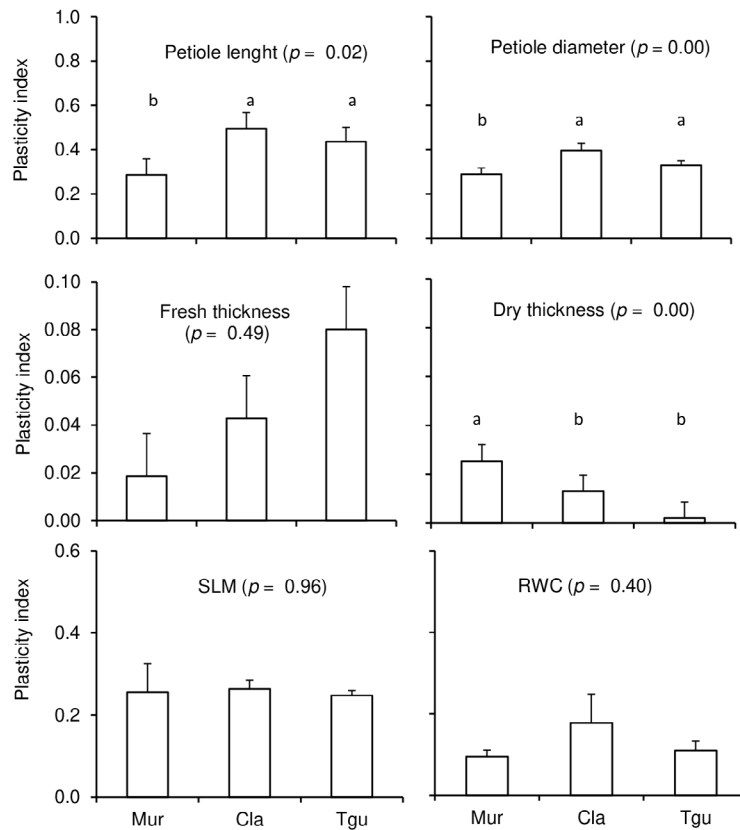 Plasticity index
1.0
0.8
0.6
0.4
0.2
0.0
Petiole lenght (p = 0.02)
b a a
Petiole diameter (p = 0.00)
b a a
Plasticity index
0.10
0.08
0.06
0.04
0.02
0.00
Fresh thickness
(p = 0.49)
Dry thickness (p = 0.00)
a b b
Plasticity index
0.6
0.4
0.2
0.0
SLM (p = 0.96)
Mur Cla Tgu
RWC (p = 0.40)
Mur Cla Tgu